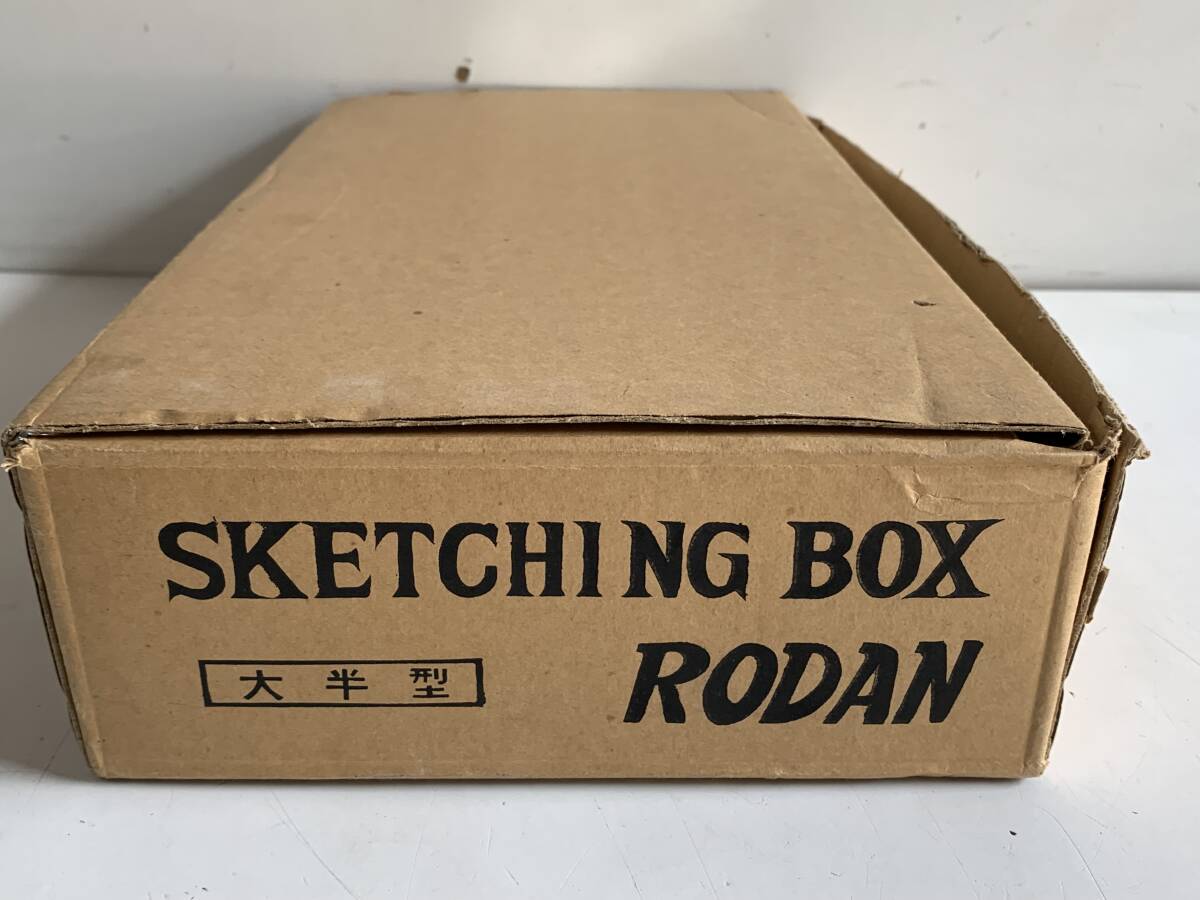 SKETCHING BOX
大半型
RODAN